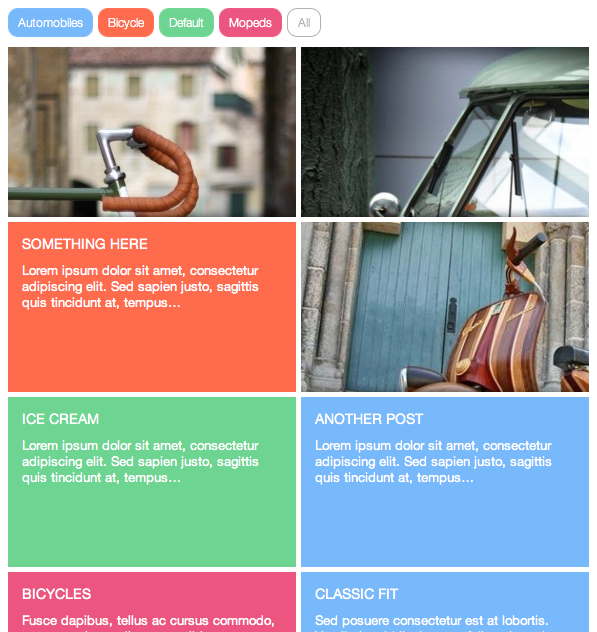 Automobiles Bicycle Default Mopeds All
SOMETHING HERE
Lorem ipsum dolor sit amet, consectetur
adipiscing elit. Sed sapien justo, sagittis
quis tincidunt at, tempus…
ICE CREAM
Lorem ipsum dolor sit amet, consectetur
adipiscing elit. Sed sapien justo, sagittis
quis tincidunt at, tempus…
ANOTHER POST
Lorem ipsum dolor sit amet, consectetur
adipiscing elit. Sed sapien justo, sagittis
quis tincidunt at, tempus…
BICYCLES
Fusce dapibus, tellus ac cursus commodo,
CLASSIC FIT
Sed posuere consectetur est at lobortis.